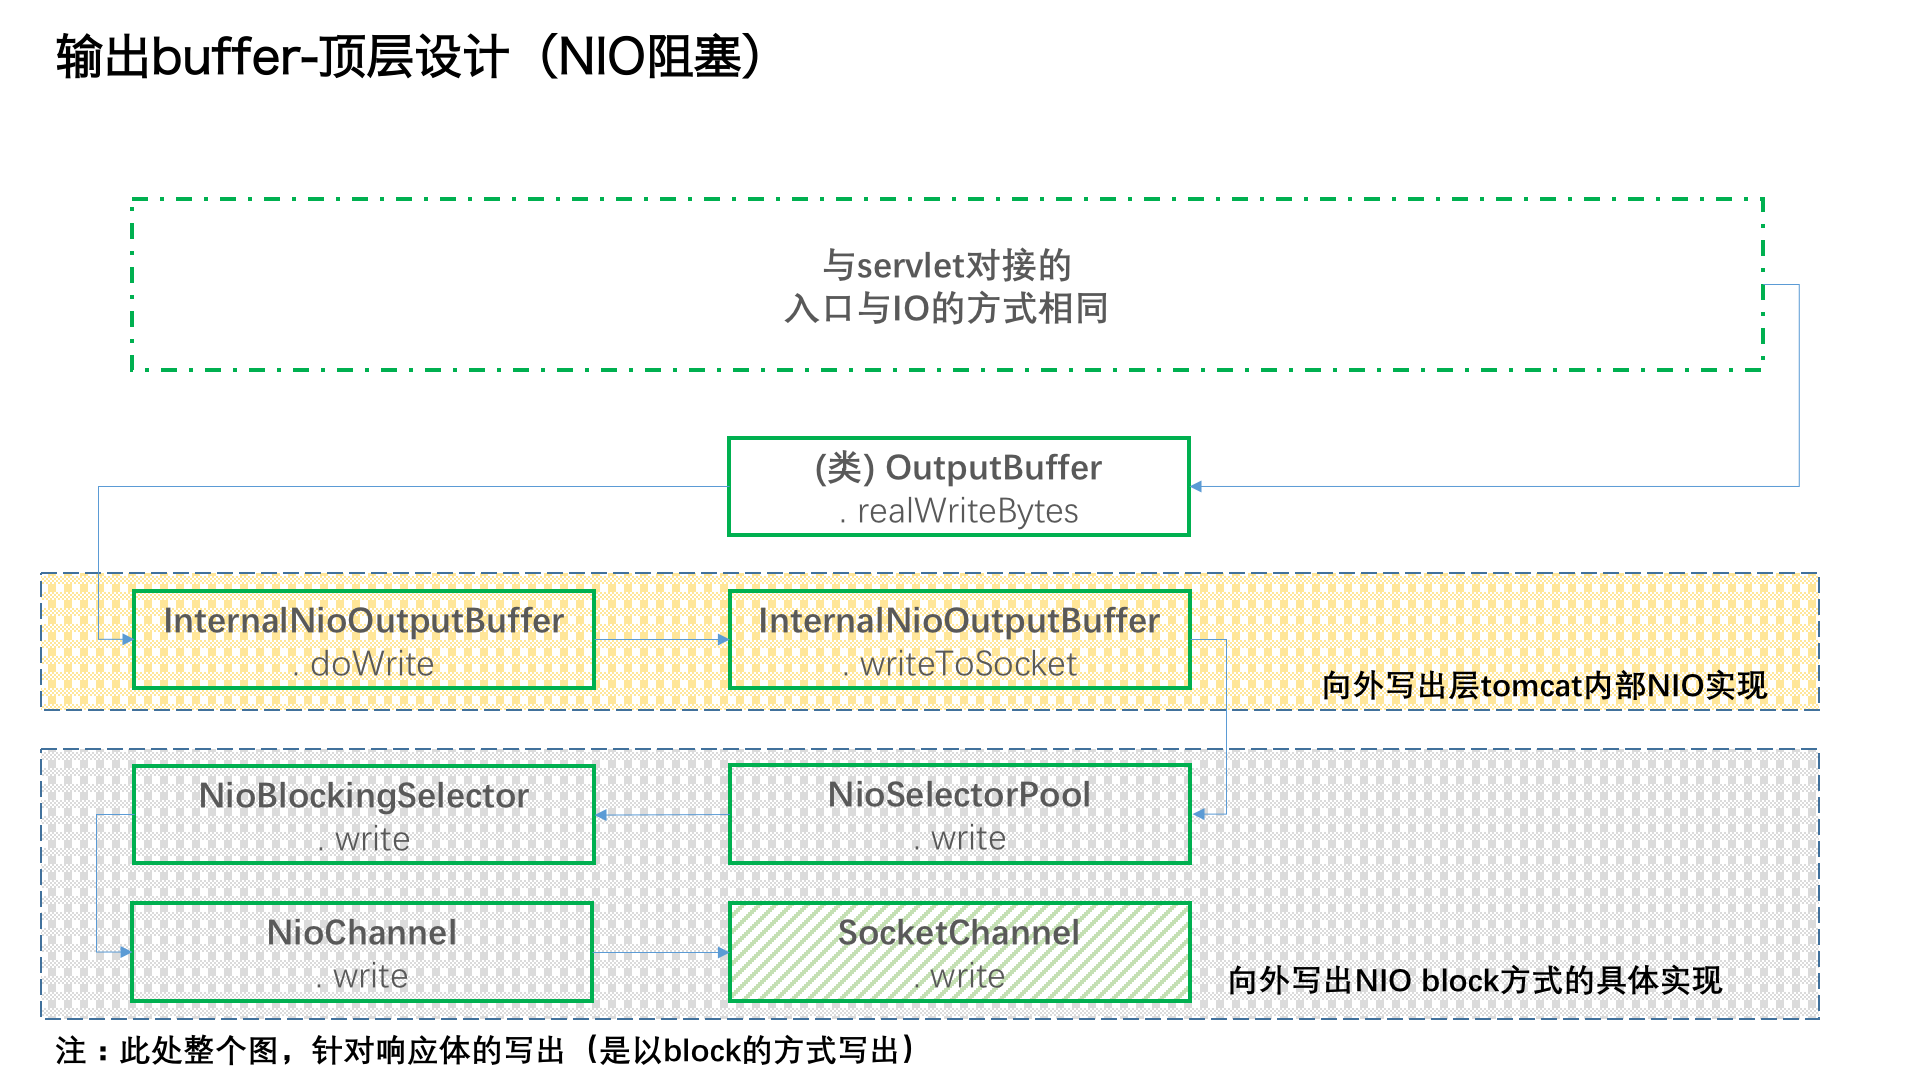 输出buffer-顶层设计（NIO阻塞）
与servlet对接的
入口与IO的方式相同
(类) OutputBuffer
. realWriteBytes
InternalNioOutputBuffer
. doWrite
InternalNioOutputBuffer
. writeToSocket
向外写出层tomcat内部NIO实现
NioBlockingSelector
. write
NioSelectorPool
. write
NioChannel
. write
SocketChannel
. write
向外写出NIO block方式的具体实现
注：此处整个图，针对响应体的写出（是以block的方式写出）